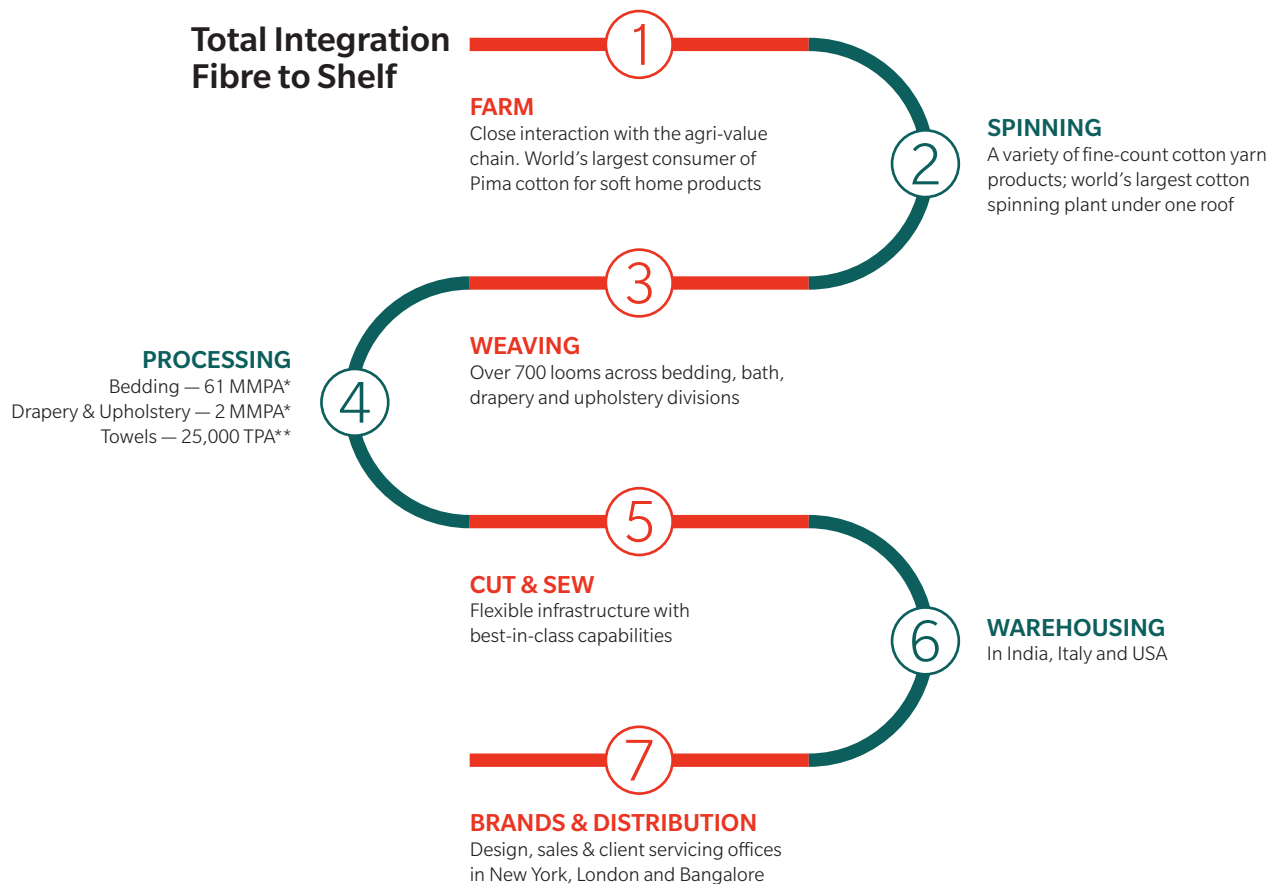 Total Integration
Fibre to Shelf
1
FARM
Close interaction with the agri-value
chain. World’s largest consumer of
Pima cotton for soft home products
2
SPINNING
A variety of fine-count cotton yarn
products; world’s largest cotton
spinning plant under one roof
3
WEAVING
Over 700 looms across bedding, bath,
drapery and upholstery divisions
4
PROCESSING
Bedding — 61 MMPA*
Drapery & Upholstery — 2 MMPA*
Towels — 25,000 TPA**
5
CUT & SEW
Flexible infrastructure with
best-in-class capabilities
6
WAREHOUSING
In India, Italy and USA
7
BRANDS & DISTRIBUTION
Design, sales & client servicing offices
in New York, London and Bangalore